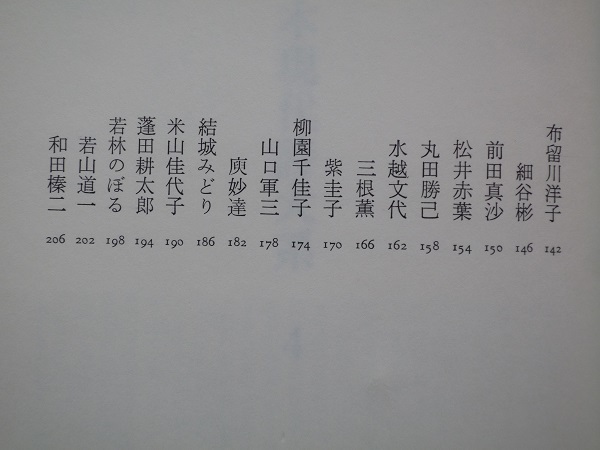 布留川洋子 142
細谷彬 146
前田真沙 150
松井赤葉 154
丸田勝己 158
水越文代 162
三根薫 166
紫圭子 170
柳園千佳子 174
山口軍三 178
庾妙達 182
結城みどり 186
米山佳代子 190
蓬田耕太郎 194
若林のぼる 198
若山道一 202
和田榛二 206